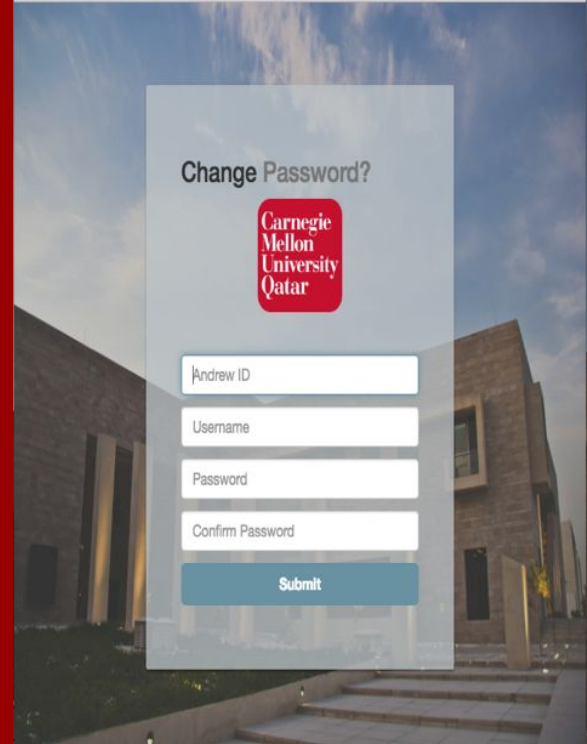 Change Password?
Carnegie
Mellon
University
Qatar
Andrew ID
Username
Password
Confirm Password
Submit